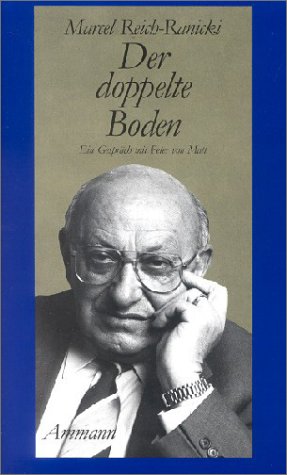 Marcel Reich-Ranicki
Der
doppelte
Boden
Ein Gespräch mit Peter von Matt
Ammann